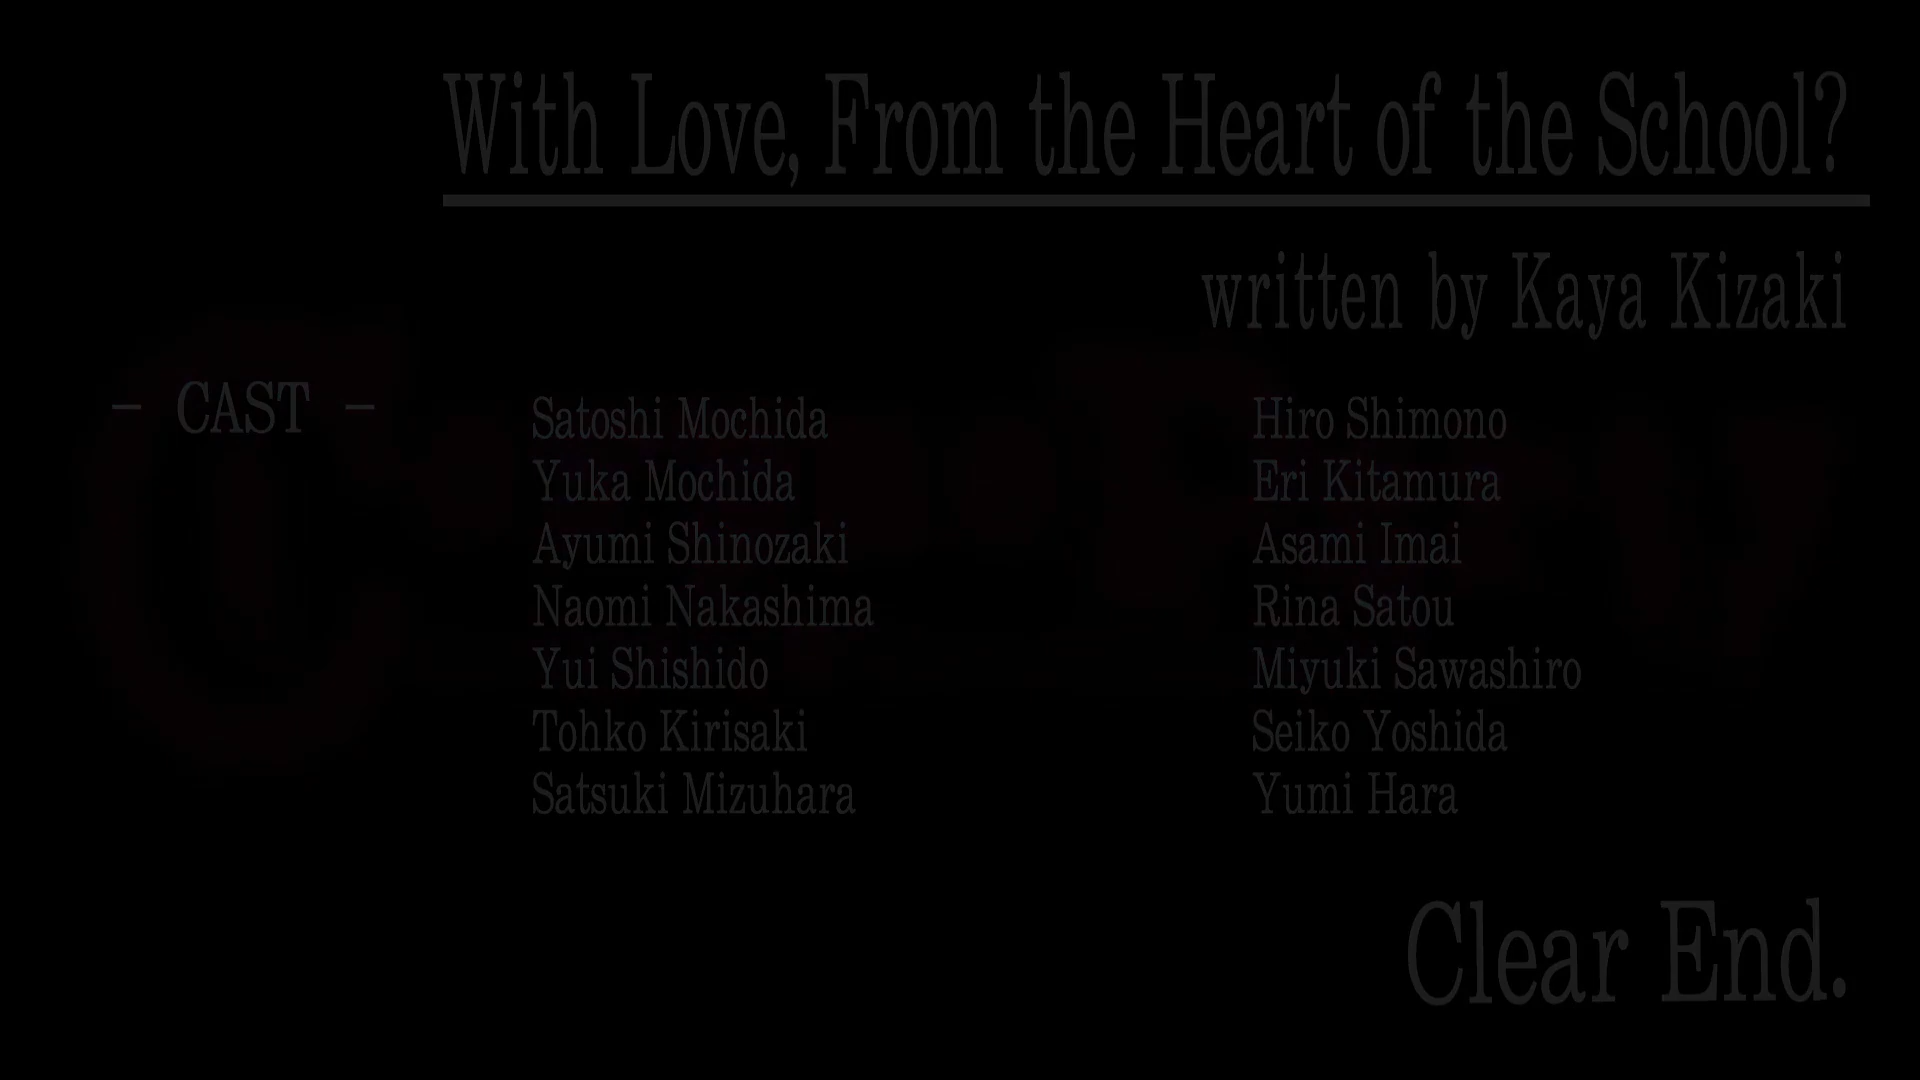 With Love, From the Heart of the School?
written by Kaya Kizaki
- CAST -
Satoshi Mochida Hiro Shimono
Yuka Mochida Eri Kitamura
Ayumi Shinozaki Asami Imai
Naomi Nakashima Rina Satou
Yui Shishido Miyuki Sawashiro
Tohko Kirisaki Seiko Yoshida
Satsuki Mizuhara Yumi Hara
Clear End.